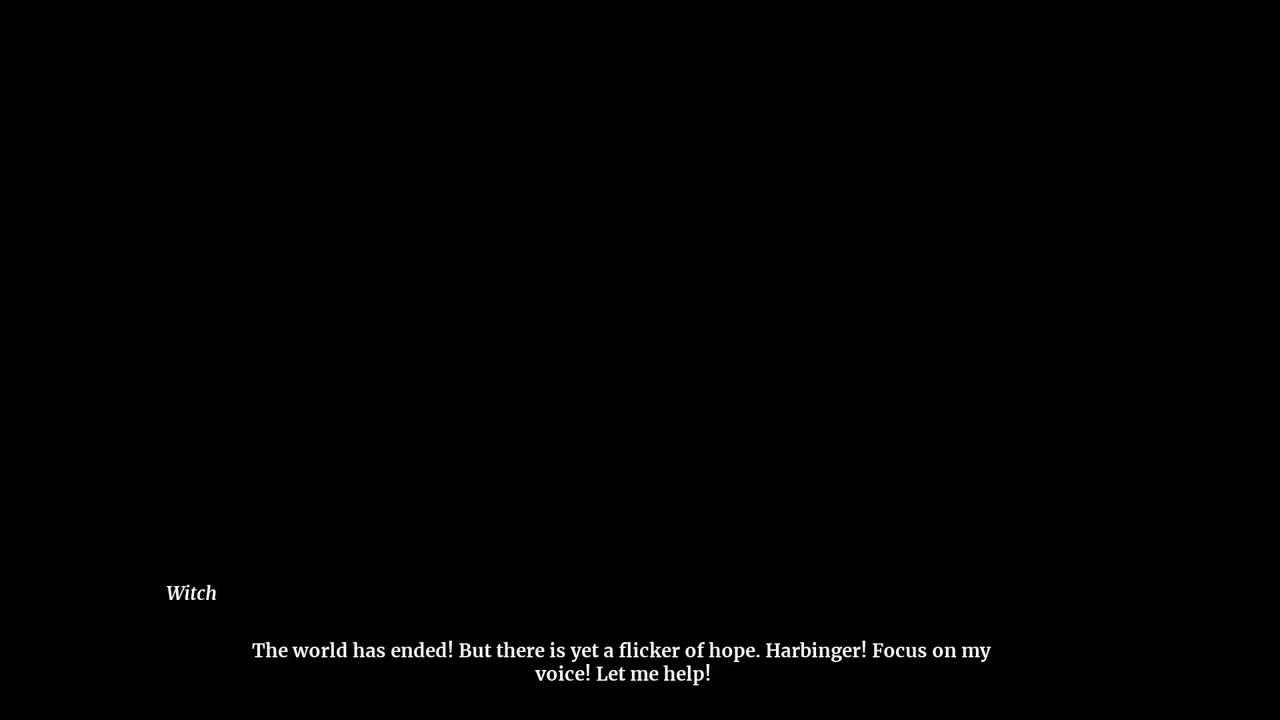 Witch
The world has ended! But there is yet a flicker of hope. Harbinger! Focus on my
voice! Let me help!